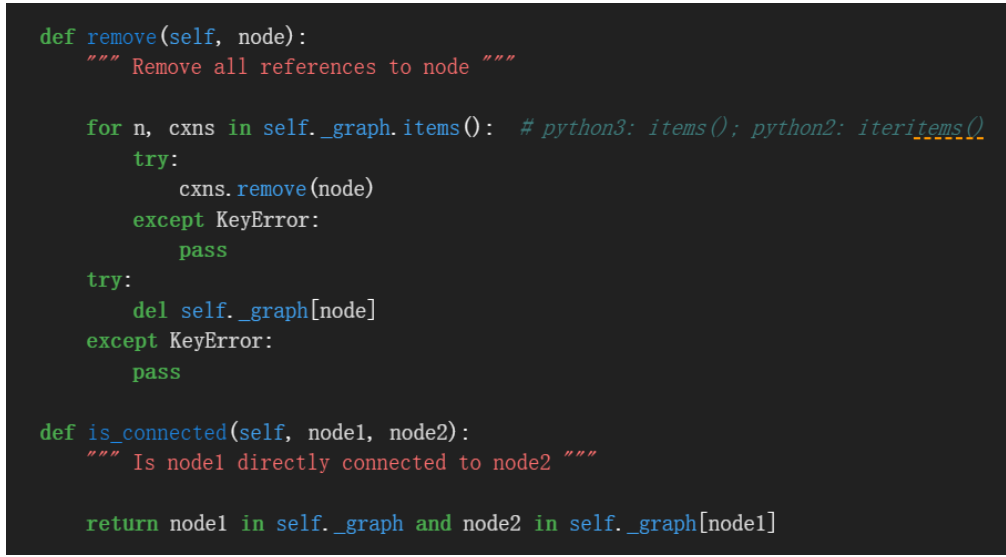 def remove(self, node):
    """ Remove all references to node """
    for n, cxns in self._graph.items():  # python3: items(); python2: iteritems()
        try:
            cxns.remove(node)
        except KeyError:
            pass
    try:
        del self._graph[node]
    except KeyError:
        pass
def is_connected(self, node1, node2):
    """ Is node1 directly connected to node2 """
    return node1 in self._graph and node2 in self._graph[node1]